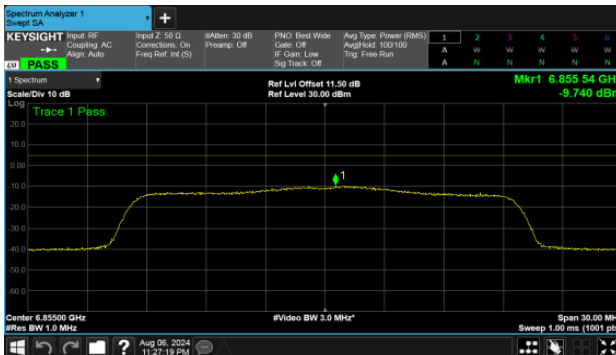 Spectrum Analyzer 1
Swept SA
+
KEYSIGHT
Input: RF
Coupling: AC
Align: Auto
Input Z: 50 Ω
Corrections: On
Freq Ref: Int (S)
#Atten: 30 dB
Preamp: Off
PNO: Best Wide
Gate: Off
IF Gain: Low
Sig Track: Off
Avg Type: Power (RMS)
Avg|Hold: 100/100
Trig: Free Run
1 2 3 4 5 6
A W W W W W
A N N N N N
LXI PASS
1 Spectrum
Scale/Div 10 dB
Ref Lvl Offset 11.50 dB
Ref Level 30.00 dBm
Mkr1 6.855 54 GH
-9.740 dBr
Log
Trace 1 Pass
20.0
10.0
0.00
-10.0
-20.0
-30.0
-40.0
-50.0
-60.0
1
Center 6.85500 GHz
#Res BW 1.0 MHz
#Video BW 3.0 MHz*
Span 30.00 MH
Sweep 1.00 ms (1001 pts
?
Aug 06, 2024
11:27:19 PM